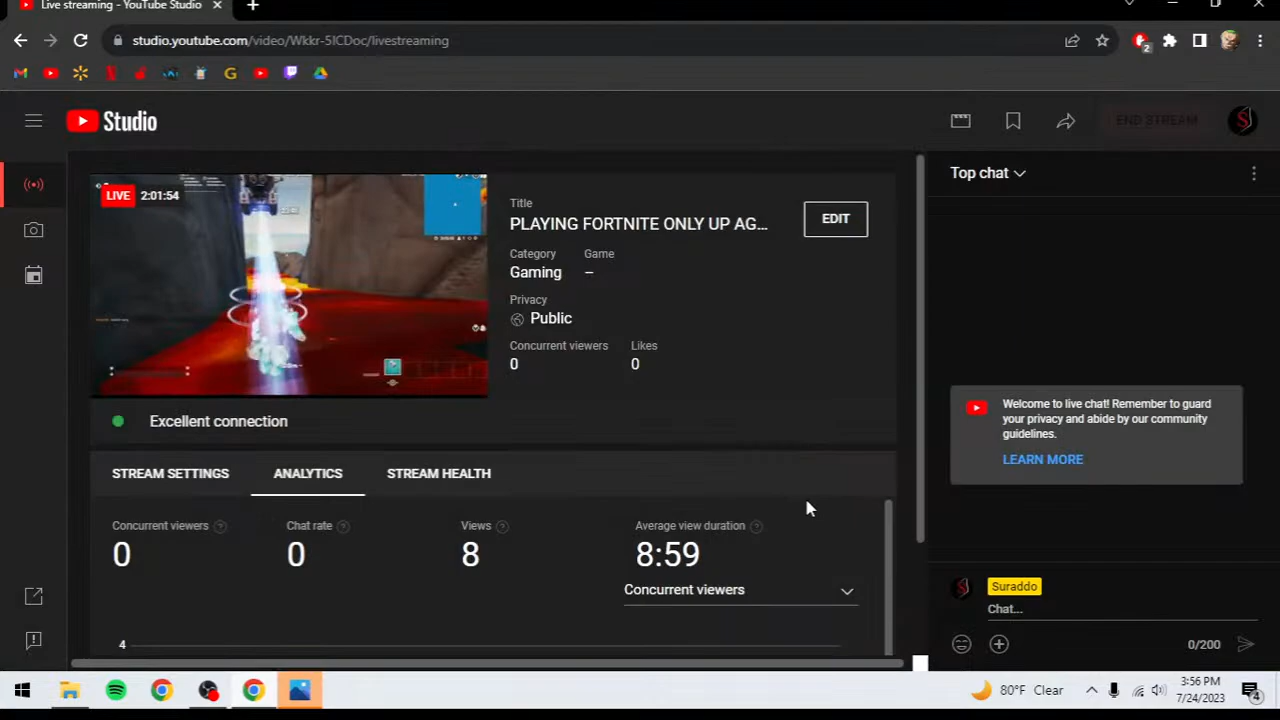 Live streaming - YouTube Studio
studio.youtube.com/video/Wkkr-5ICDoc/livestreaming
2
Studio
END STREAM
LIVE 2:01:54
Title
PLAYING FORTNITE ONLY UP AG...
EDIT
Category Game
Gaming –
Privacy
Public
Concurrent viewers Likes
0 0
Excellent connection
STREAM SETTINGS ANALYTICS STREAM HEALTH
Concurrent viewers Chat rate Views Average view duration
0 0 8 8:59
Concurrent viewers
4
Top chat
Welcome to live chat! Remember to guard
your privacy and abide by our community
guidelines.
LEARN MORE
Suraddo
Chat...
0/200
80°F Clear
3:56 PM
7/24/2023
4